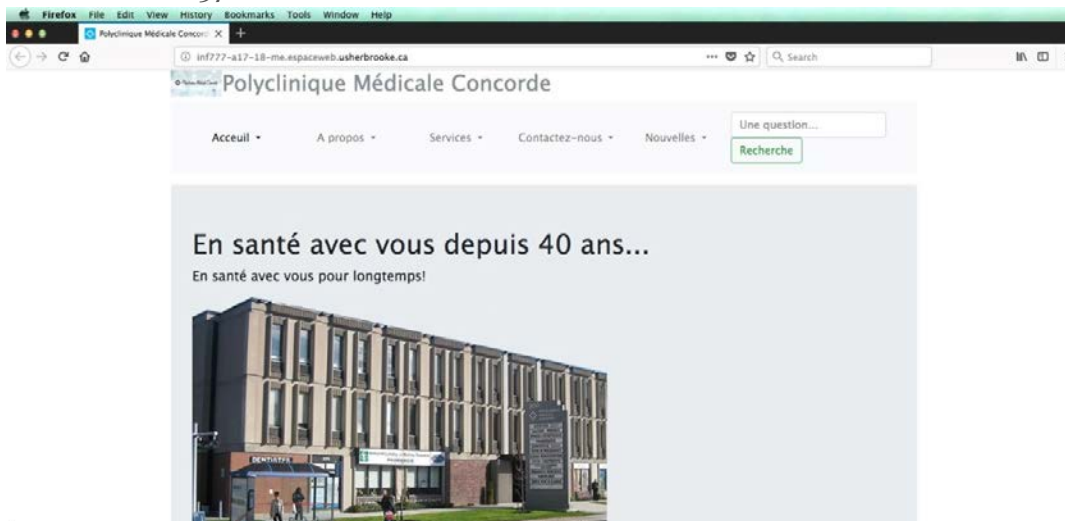 Firefox File Edit View History Bookmarks Tools Window Help
Polyclinique Médicale Concord X +
inf777-a17-18-me.espaceweb.usherbrooke.ca
Search
Polyclinique Médicale Concorde
Acceuil
A propos
Services
Contactez-nous
Nouvelles
Une question...
Recherche
En santé avec vous depuis 40 ans...
En santé avec vous pour longtemps!
DENTISTES
PHARMACIE